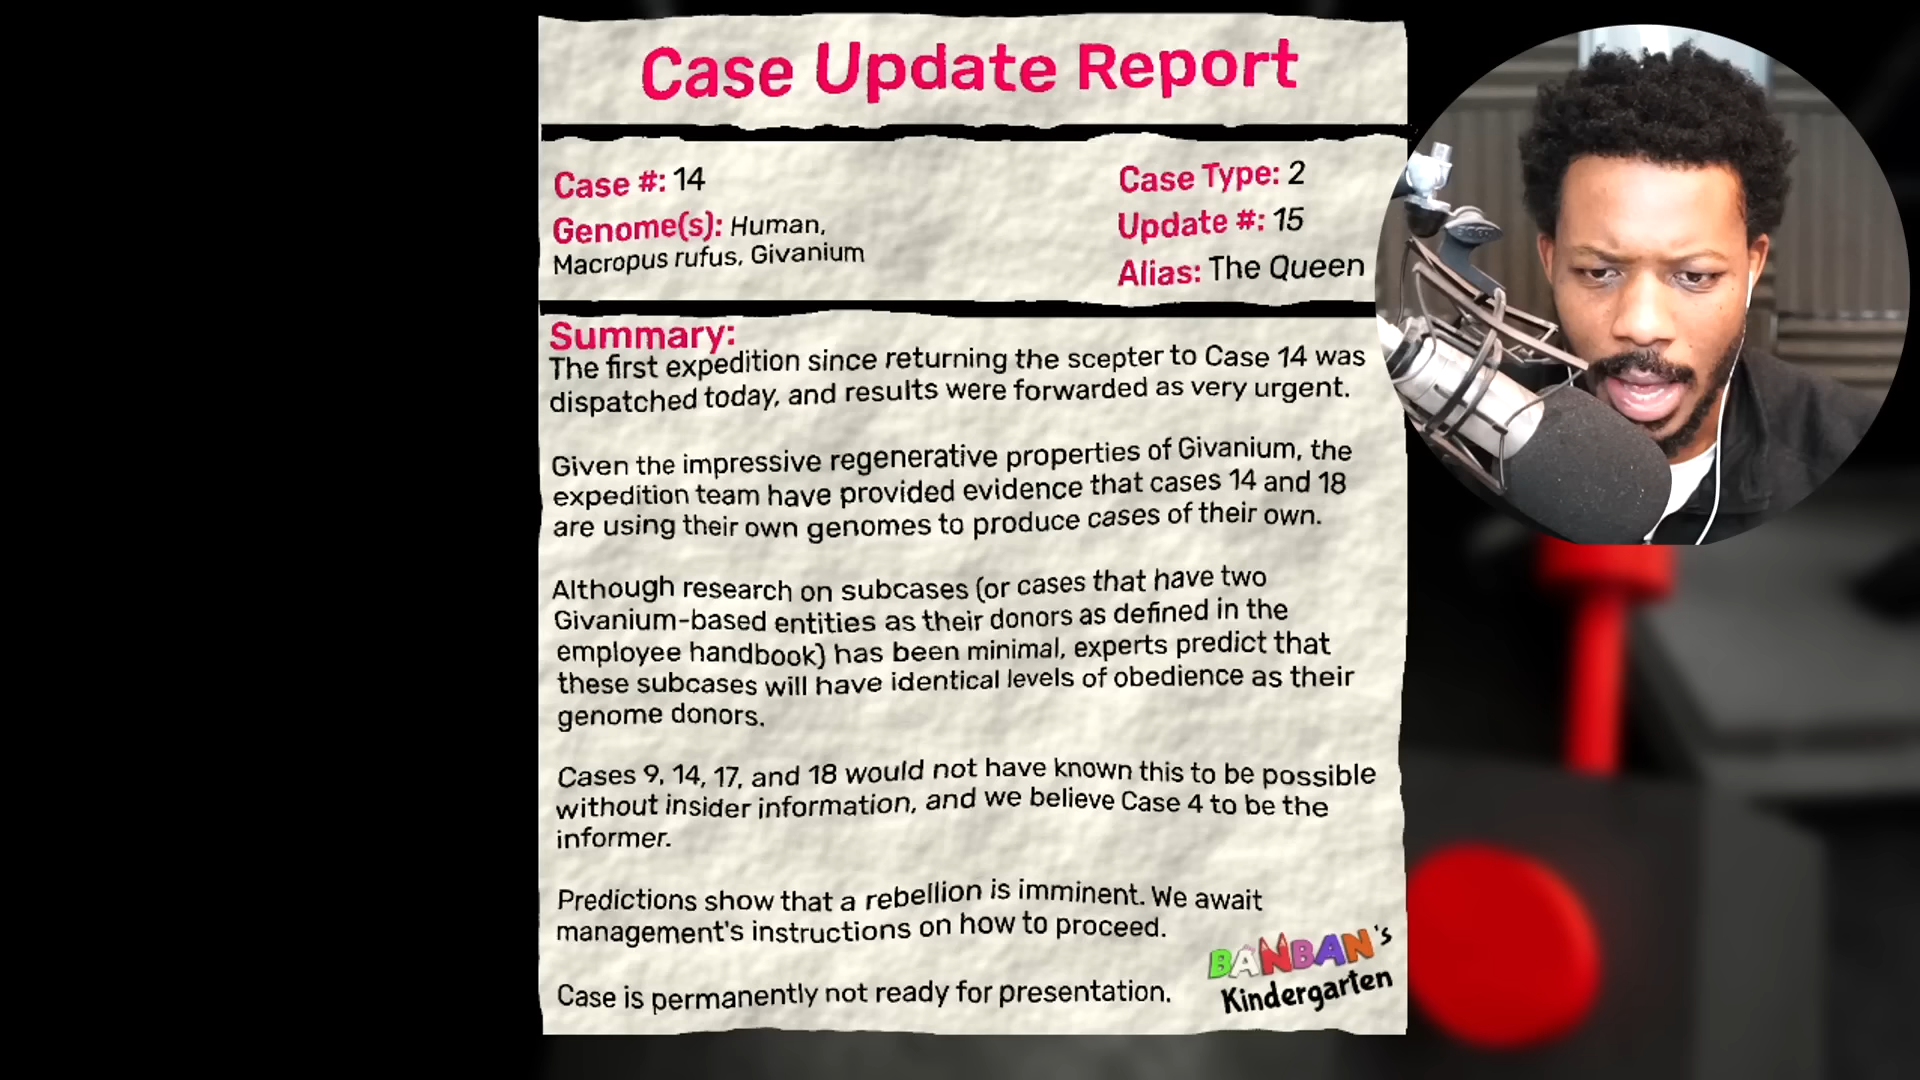 Case Update Report
Case #: 14
Genome(s): Human,
Macropus rufus, Givanium
Case Type: 2
Update #: 15
Alias: The Queen
Summary:
The first expedition since returning the scepter to Case 14 was
dispatched today, and results were forwarded as very urgent.
Given the impressive regenerative properties of Givanium, the
expedition team have provided evidence that cases 14 and 18
are using their own genomes to produce cases of their own.
Although research on subcases (or cases that have two
Givanium-based entities as their donors as defined in the
employee handbook) has been minimal, experts predict that
these subcases will have identical levels of obedience as their
genome donors.
Cases 9, 14, 17, and 18 would not have known this to be possible
without insider information, and we believe Case 4 to be the
informer.
Predictions show that a rebellion is imminent. We await
management's instructions on how to proceed.
Case is permanently not ready for presentation.
BANBAN's
Kindergarten